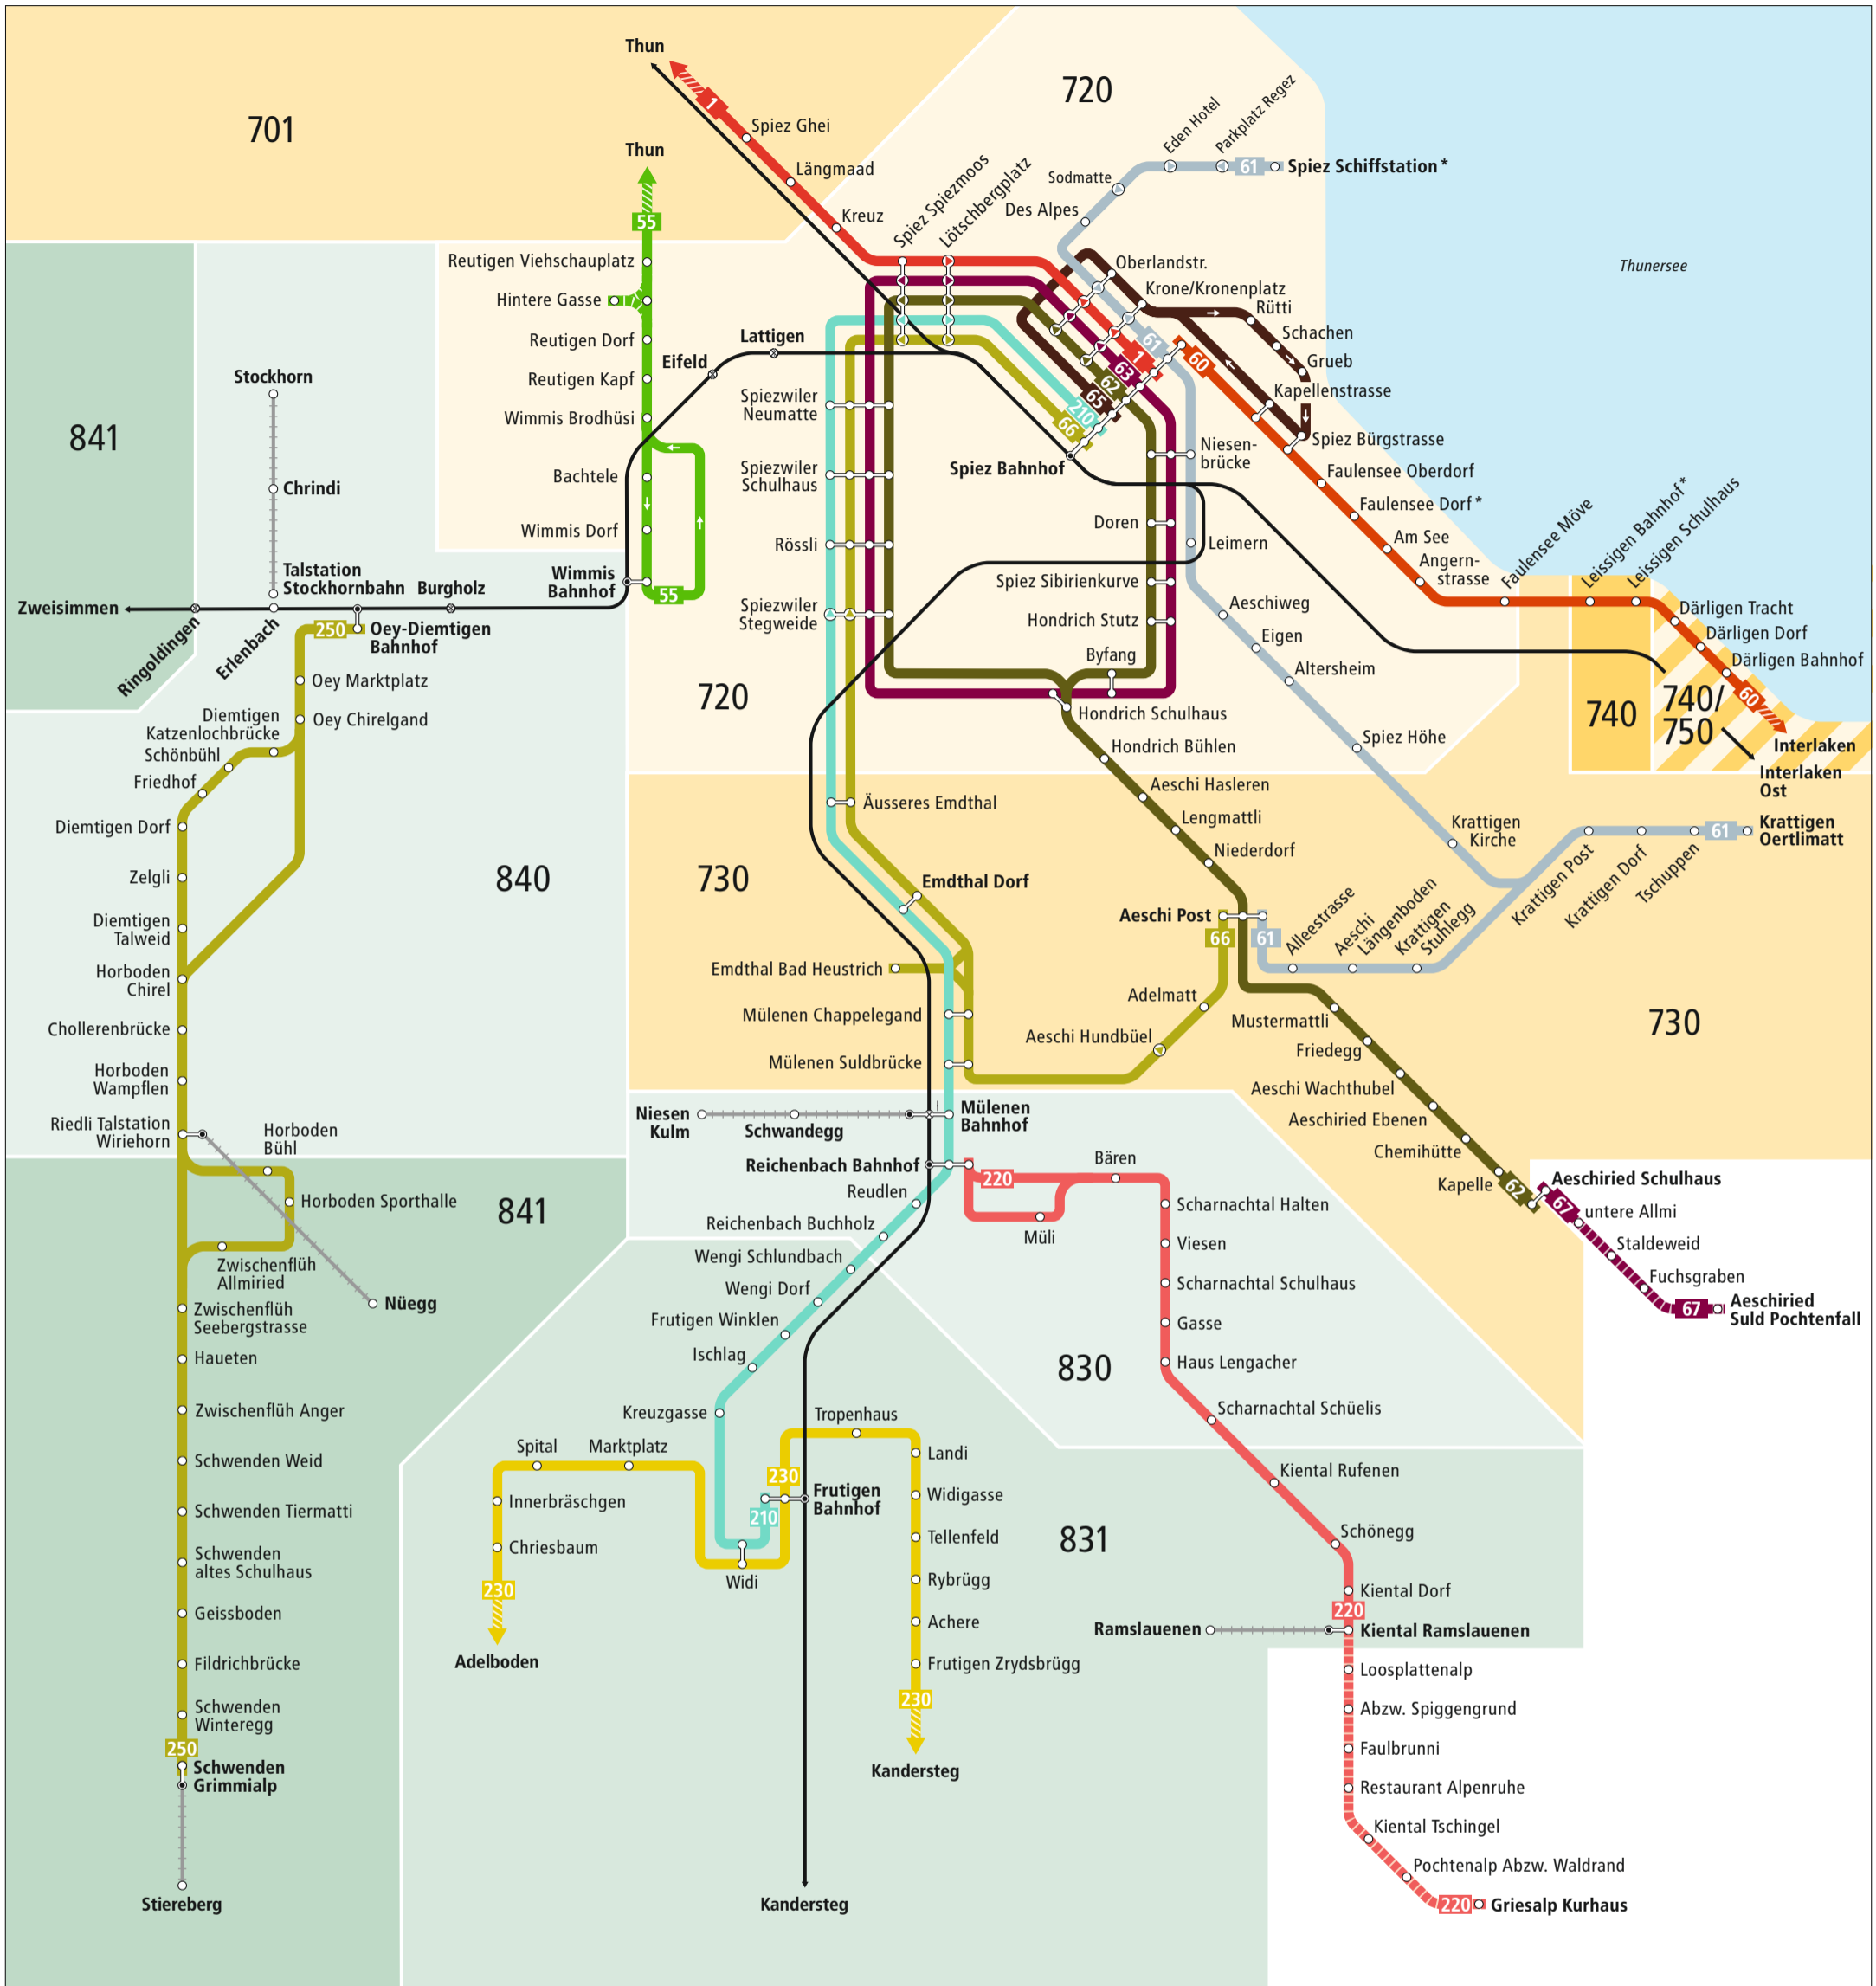 Thun
1
701
Spiez Ghei
Längmaad
Kreuz
720
Thunersee
Parkplatz Regez
Eden Hotel
61
Spiez Schiffstation *
Sodmatte
Des Alpes
Thun
55
Reutigen Viehschauplatz
Hintere Gasse
Reutigen Dorf
Reutigen Kapf
Wimmis Brodhüsi
Bachtele
Wimmis Dorf
Wimmis
Bahnhof
55
Spiez Spiezmoos
Lötschbergplatz
Oberlandstr.
Krone/Kronenplatz
Rütti
Schachen
Grueb
Kapellenstrasse
Spiez Bürgstrasse
Faulensee Oberdorf
Faulensee Dorf *
Am See
Angern-
strasse
Faulensee Möve
Leissigen Bahnhof *
Leissigen Schulhaus
Därligen Tracht
Därligen Dorf
Därligen Bahnhof
60
Interlaken
Interlaken
Ost
740
740/
750
61
1
63
62
65
210
66
60
Lattigen
Eifeld
Spiez Bahnhof
Spiezwiler
Neumatte
Spiezwiler
Schulhaus
Rössli
Spiezwiler
Stegweide
720
Niesen-
brücke
Doren
Leimern
Spiez Sibirienkurve
Hondrich Stutz
Byfang
Hondrich Schulhaus
Hondrich Bühlen
Aeschi Hasleren
Lengmattli
Niederdorf
Aeschiweg
Eigen
Altersheim
Spiez Höhe
Krattigen
Kirche
Krattigen Post
Krattigen Dorf
Tschuppen
61
Krattigen
Oertlimatt
Aeschi Post
66
61
Alleestrasse
Aeschi
Längenboden
Krattigen
Stuhlegg
Adelmatt
Aeschi Hundbüel
Mustermattli
Friedegg
Aeschi Wachthubel
Aeschiried Ebenen
Chemihütte
Kapelle
62
730
Aeschiried Schulhaus
67
untere Allmi
Staldeweid
Fuchsgraben
67
Aeschiried
Suld Pochtenfall
841
Stockhorn
Chrindi
Talstation
Stockhornbahn
Burgholz
Zweisimmen
Ringoldingen
Erlenbach
250
Oey-Diemtigen
Bahnhof
Oey Marktplatz
Oey Chirelgand
Diemtigen
Katzenlochbrücke
Schönbühl
Friedhof
Diemtigen Dorf
Zelgli
Diemtigen
Talweid
Horboden
Chirel
Chollerenbrücke
Horboden
Wampflen
Riedli Talstation
Wiriehorn
840
Horboden
Bühl
Horboden Sporthalle
Zwischenflüh
Allmiried
Nüegg
841
Zwischenflüh
Seebergstrasse
Haueten
Zwischenflüh Anger
Schwenden Weid
Schwenden Tiermatti
Schwenden
altes Schulhaus
Geissboden
Fildrichbrücke
Schwenden
Winteregg
250
Schwenden
Grimmialp
Stiereberg
730
Äusseres Emdthal
Emdthal Dorf
Emdthal Bad Heustrich
Mülenen Chappelegand
Mülenen Suldbrücke
Niesen
Kulm
Schwandegg
Mülenen
Bahnhof
Reichenbach Bahnhof
Reudlen
Reichenbach Buchholz
Wengi Schlundbach
Wengi Dorf
Frutigen Winklen
Ischlag
Kreuzgasse
220
Müli
Bären
Scharnachtal Halten
Viesen
Scharnachtal Schulhaus
Gasse
Haus Lengacher
Scharnachtal Schüelis
830
Kiental Rufenen
Schönegg
Kiental Dorf
220
Ramslauenen
Kiental Ramslauenen
Loosplattenalp
Abzw. Spiggengrund
Faulbrunni
Restaurant Alpenruhe
Kiental Tschingel
Pochtenalp Abzw. Waldrand
220
Griesalp Kurhaus
831
Spital
Marktplatz
Innerbräschgen
Chriesbaum
230
Adelboden
Widi
210
230
Frutigen
Bahnhof
Tropenhaus
Landi
Widigasse
Tellenfeld
Rybrügg
Achere
Frutigen Zrydsbrügg
230
Kandersteg
Kandersteg